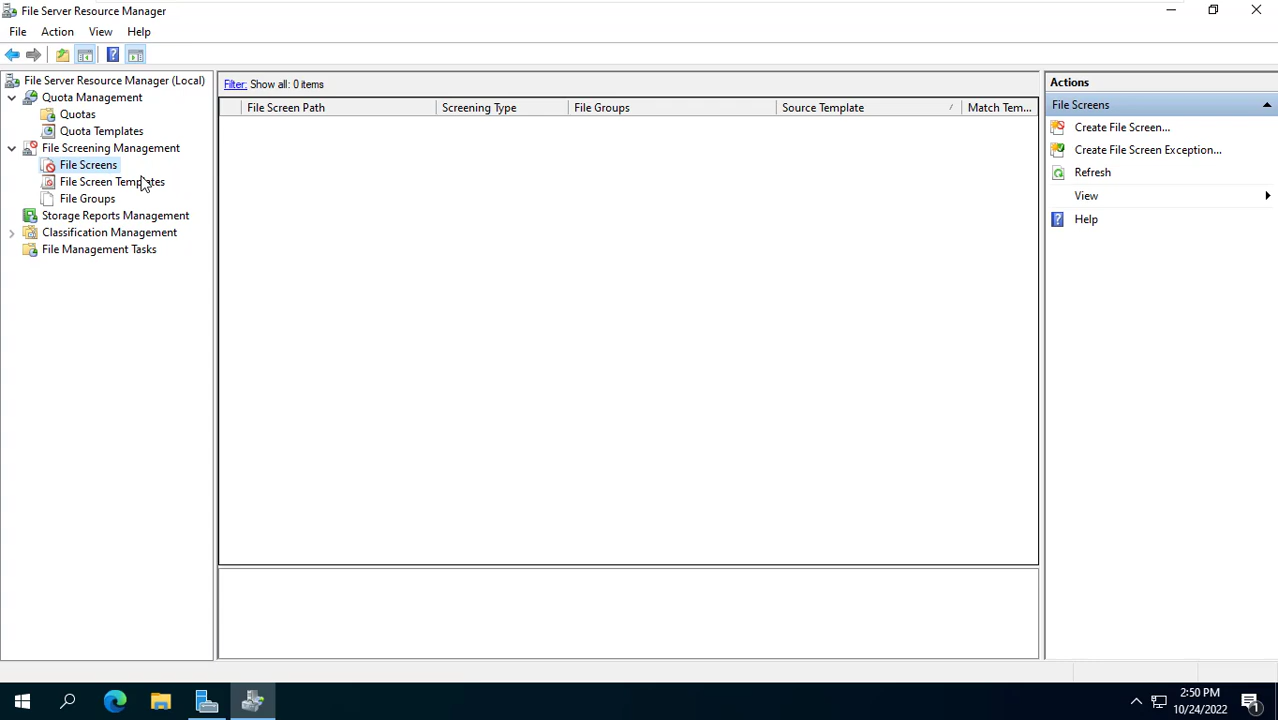 File Server Resource Manager
File Action View Help
File Server Resource Manager (Local)
Quota Management
Quotas
Quota Templates
File Screening Management
File Screens
File Screen Templates
File Groups
Storage Reports Management
Classification Management
File Management Tasks
Filter: Show all: 0 items
File Screen Path Screening Type File Groups Source Template Match Tem...
Actions
File Screens
Create File Screen...
Create File Screen Exception...
Refresh
View
Help
2:50 PM
10/24/2022
1